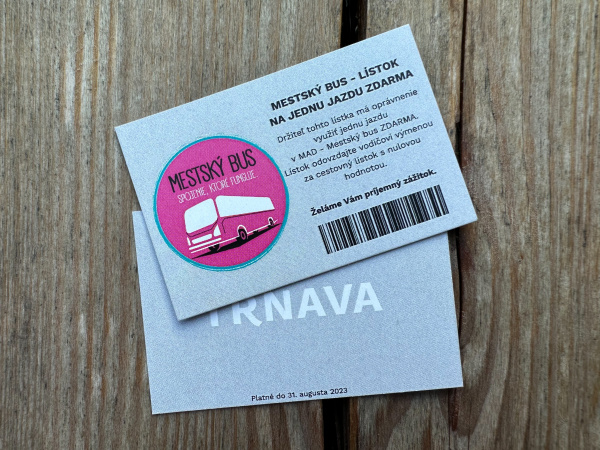 MESTSKÝ BUS - LÍSTOK
NA JEDNU JAZDU ZDARMA
Držiteľ tohto lístka má oprávnenie
využiť jednu jazdu
v MAD - Mestský bus ZDARMA.
Lístok odovzdajte vodičovi výmenou
za cestovný lístok s nulovou
hodnotou.
Želáme Vám príjemný zážitok.
MESTSKÝ BUS
SPOJENIE, KTORÉ FUNGUJE
TRNAVA
Platné do 31. augusta 2023